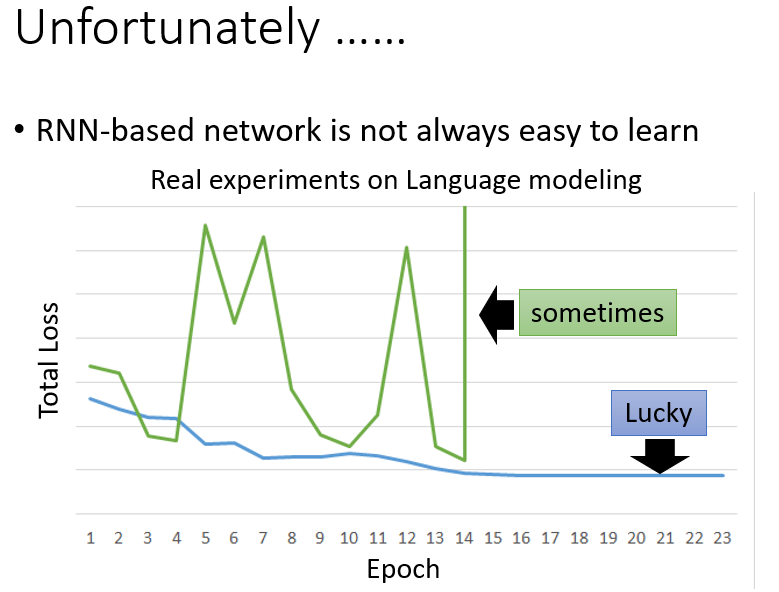 Unfortunately ……
• RNN-based network is not always easy to learn
Real experiments on Language modeling
Total Loss
sometimes
Lucky
1 2 3 4 5 6 7 8 9 10 11 12 13 14 15 16 17 18 19 20 21 22 23
Epoch